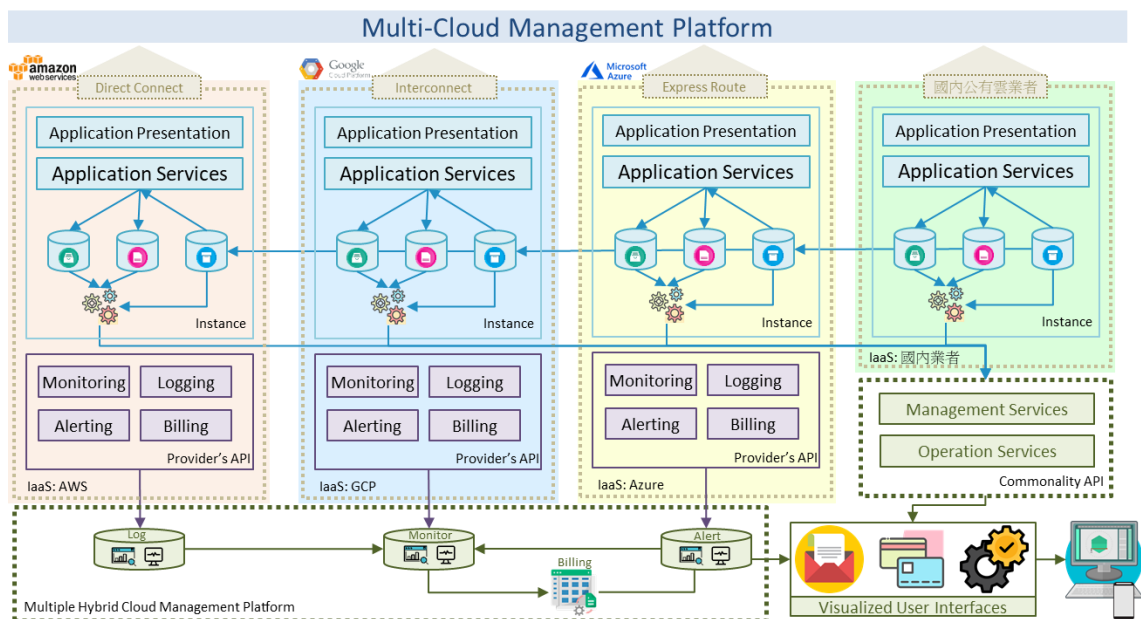 Multi-Cloud Management Platform
amazon
webservices
Google
Cloud Platform
Microsoft
Azure
Direct Connect
Interconnect
Express Route
國內公有雲業者
Application Presentation
Application Presentation
Application Presentation
Application Presentation
Application Services
Application Services
Application Services
Application Services
Instance
Instance
Instance
Instance
IaaS: 國內業者
Monitoring
Logging
Alerting
Billing
Provider's API
IaaS: AWS
Monitoring
Logging
Alerting
Billing
Provider's API
IaaS: GCP
Monitoring
Logging
Alerting
Billing
Provider's API
IaaS: Azure
Management Services
Operation Services
Commonality API
Log
Monitor
Alert
Billing
Multiple Hybrid Cloud Management Platform
Visualized User Interfaces